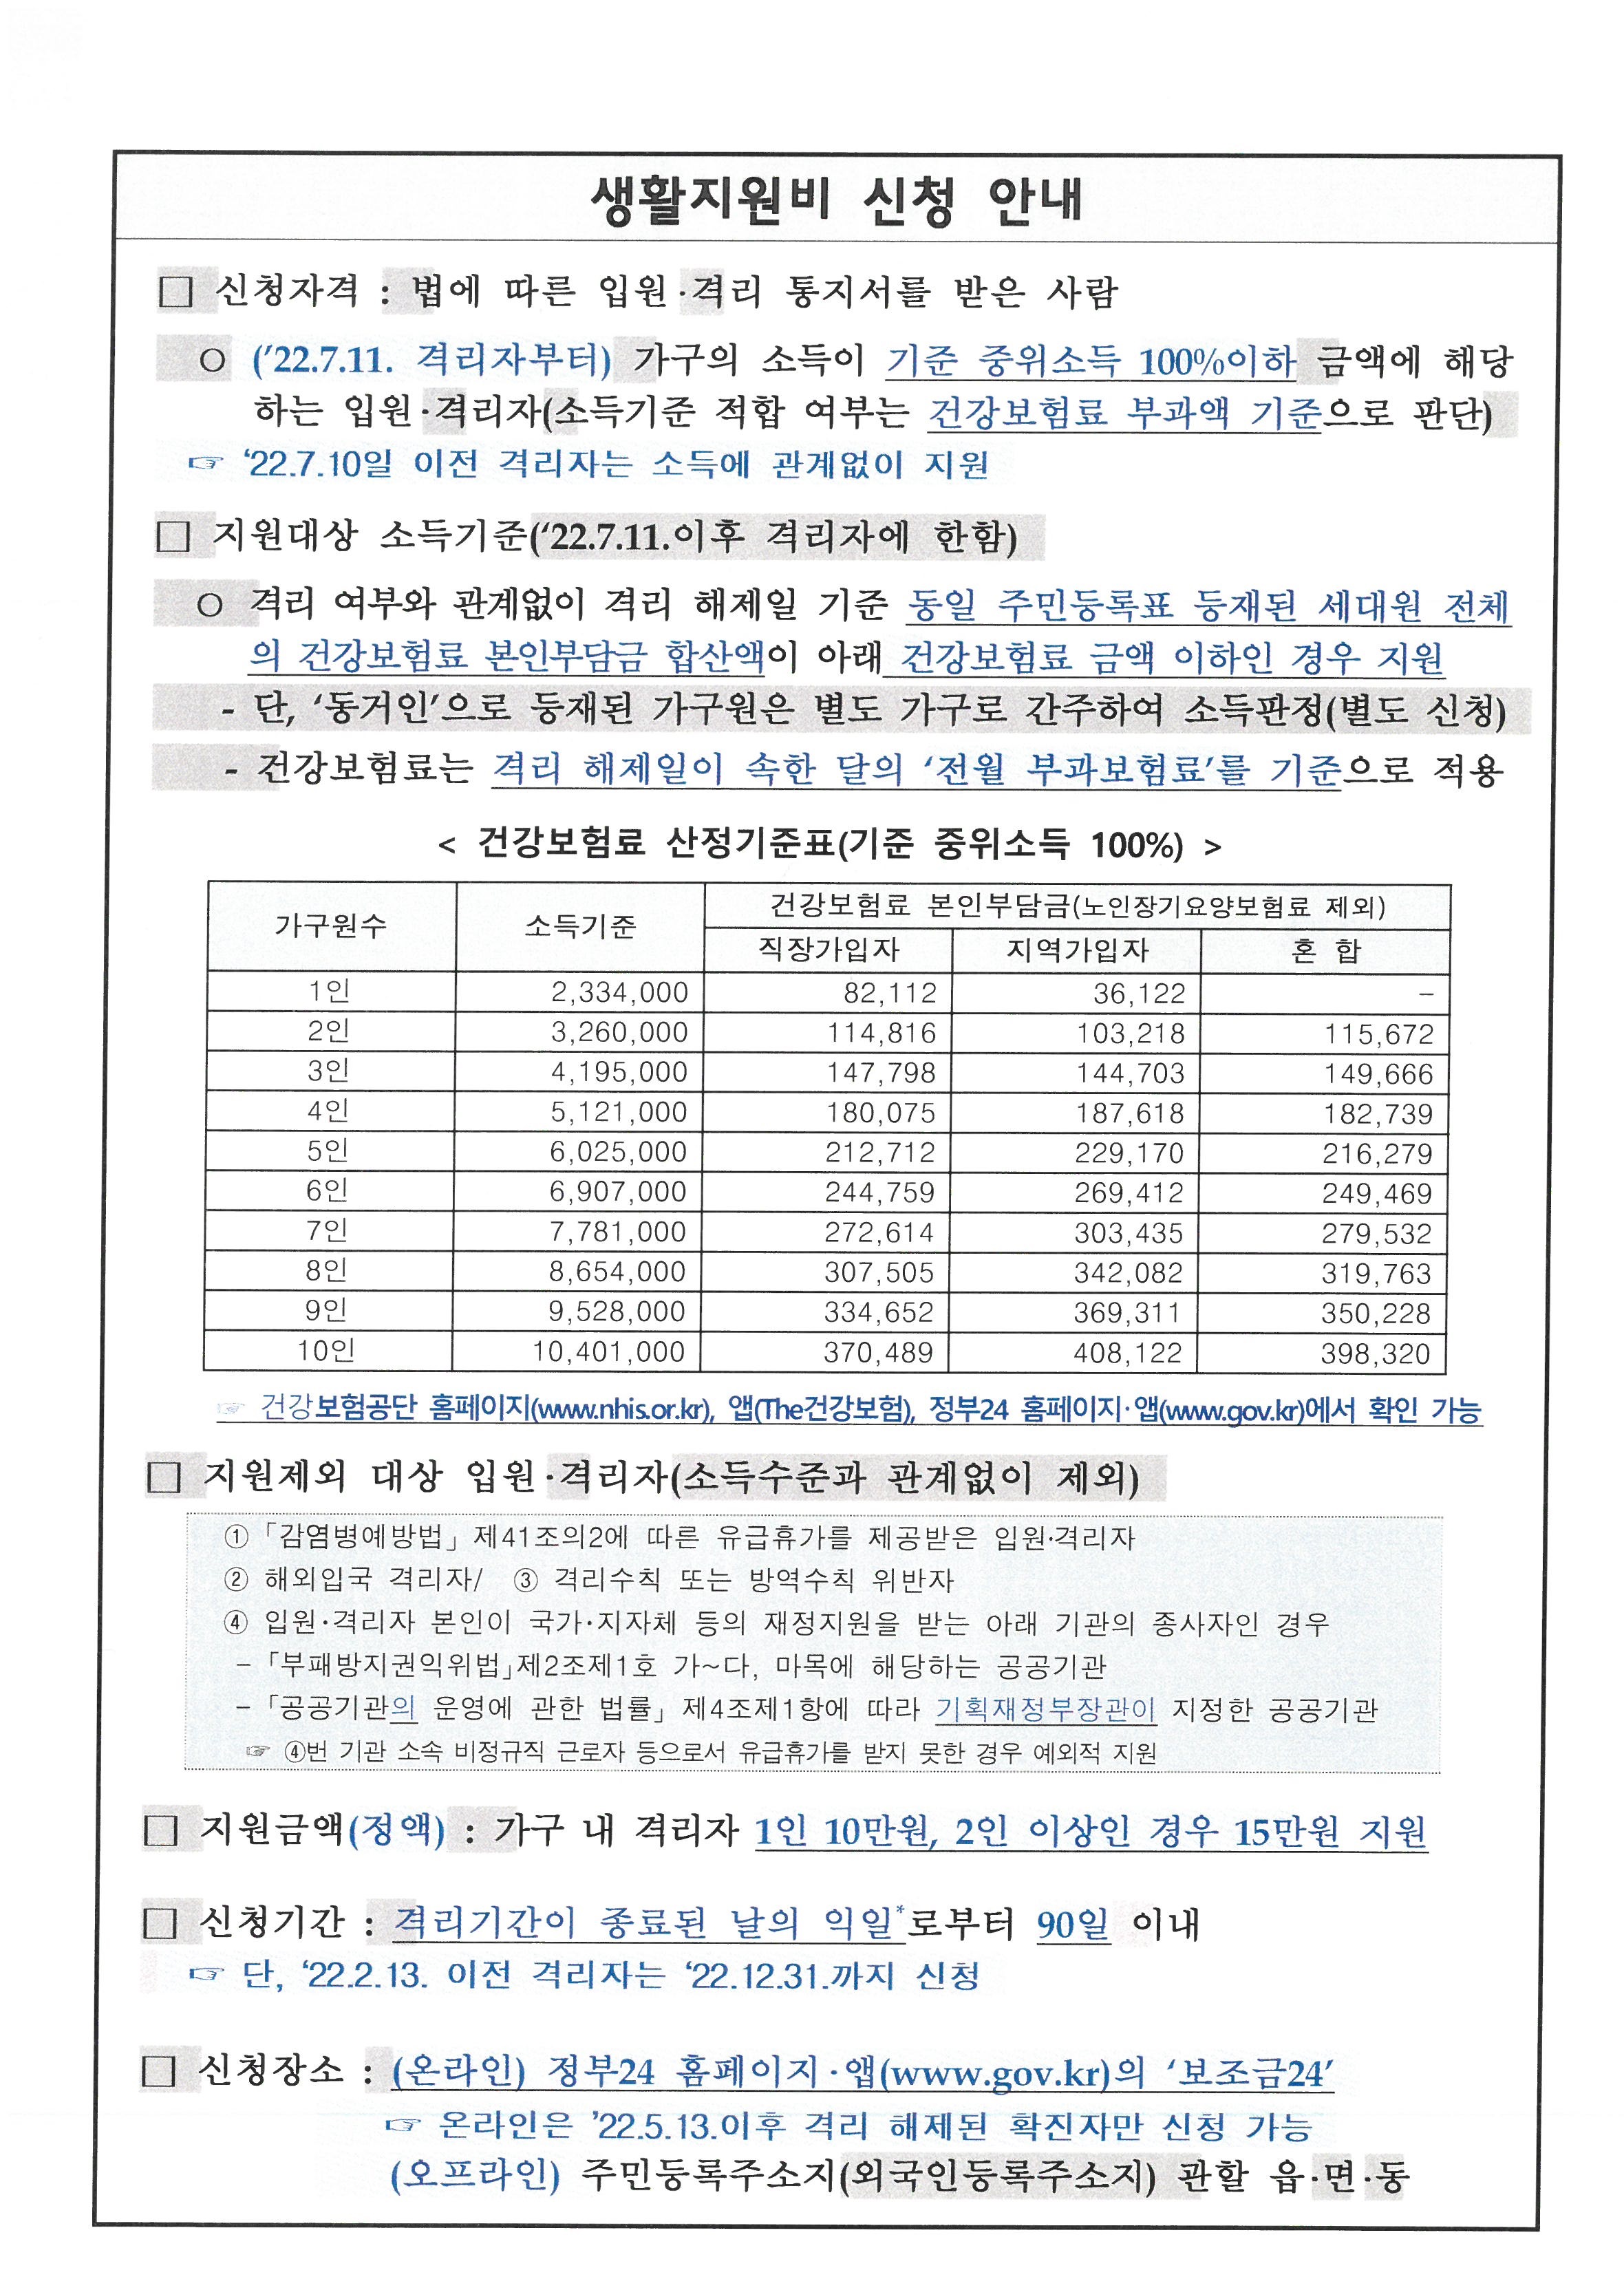 생활지원비 신청 안내
□ 신청자격 : 법에 따른 입원·격리 통지서를 받은 사람
○ ('22.7.11. 격리자부터) 가구의 소득이 기준 중위소득 100%이하 금액에 해당
하는 입원·격리자(소득기준 적합 여부는 건강보험료 부과액 기준으로 판단)
☞ '22.7.10일 이전 격리자는 소득에 관계없이 지원
□ 지원대상 소득기준('22.7.11.이후 격리자에 한함)
○ 격리 여부와 관계없이 격리 해제일 기준 동일 주민등록표 등재된 세대원 전체
의 건강보험료 본인부담금 합산액이 아래 건강보험료 금액 이하인 경우 지원
- 단, '동거인'으로 등재된 가구원은 별도 가구로 간주하여 소득판정(별도 신청)
- 건강보험료는 격리 해제일이 속한 달의 '전월 부과보험료'를 기준으로 적용
< 건강보험료 산정기준표(기준 중위소득 100%) >
가구원수 소득기준 건강보험료 본인부담금(노인장기요양보험료 제외)
직장가입자 지역가입자 혼 합
1인 2,334,000 82,112 36,122 –
2인 3,260,000 114,816 103,218 115,672
3인 4,195,000 147,798 144,703 149,666
4인 5,121,000 180,075 187,618 182,739
5인 6,025,000 212,712 229,170 216,279
6인 6,907,000 244,759 269,412 249,469
7인 7,781,000 272,614 303,435 279,532
8인 8,654,000 307,505 342,082 319,763
9인 9,528,000 334,652 369,311 350,228
10인 10,401,000 370,489 408,122 398,320
☞ 건강보험공단 홈페이지(www.nhis.or.kr), 앱(The건강보험), 정부24 홈페이지·앱(www.gov.kr)에서 확인 가능
□ 지원제외 대상 입원·격리자(소득수준과 관계없이 제외)
①「감염병예방법」제41조의2에 따른 유급휴가를 제공받은 입원·격리자
② 해외입국 격리자/ ③ 격리수칙 또는 방역수칙 위반자
④ 입원·격리자 본인이 국가·지자체 등의 재정지원을 받는 아래 기관의 종사자인 경우
–「부패방지권익위법」제2조제1호 가~다, 마목에 해당하는 공공기관
–「공공기관의 운영에 관한 법률」제4조제1항에 따라 기획재정부장관이 지정한 공공기관
☞ ④번 기관 소속 비정규직 근로자 등으로서 유급휴가를 받지 못한 경우 예외적 지원
□ 지원금액(정액) : 가구 내 격리자 1인 10만원, 2인 이상인 경우 15만원 지원
□ 신청기간 : 격리기간이 종료된 날의 익일*로부터 90일 이내
☞ 단, '22.2.13. 이전 격리자는 '22.12.31.까지 신청
□ 신청장소 : (온라인) 정부24 홈페이지·앱(www.gov.kr)의 '보조금24'
☞ 온라인은 '22.5.13.이후 격리 해제된 확진자만 신청 가능
(오프라인) 주민등록주소지(외국인등록주소지) 관할 읍·면·동